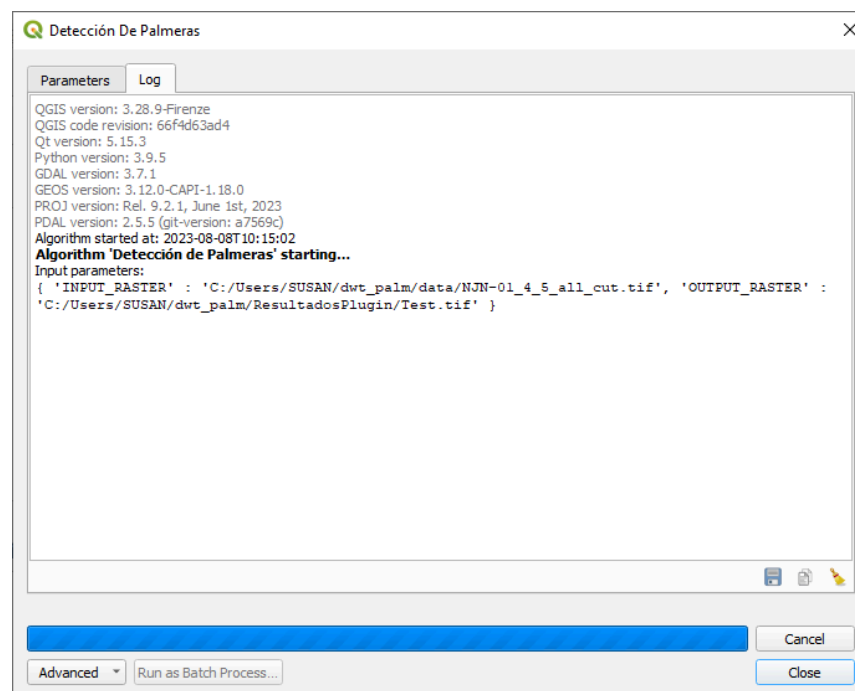 Detección De Palmeras
Parameters
Log
QGIS version: 3.28.9-Firenze
QGIS code revision: 66f4d63ad4
Qt version: 5.15.3
Python version: 3.9.5
GDAL version: 3.7.1
GEOS version: 3.12.0-CAPI-1.18.0
PROJ version: Rel. 9.2.1, June 1st, 2023
PDAL version: 2.5.5 (git-version: a7569c)
Algorithm started at: 2023-08-08T10:15:02
Algorithm 'Detección de Palmeras' starting...
Input parameters:
{ 'INPUT_RASTER' : 'C:/Users/SUSAN/dwt_palm/data/NJN-01_4_5_all_cut.tif', 'OUTPUT_RASTER' :
'C:/Users/SUSAN/dwt_palm/ResultadosPlugin/Test.tif' }
Cancel
Advanced
Run as Batch Process...
Close